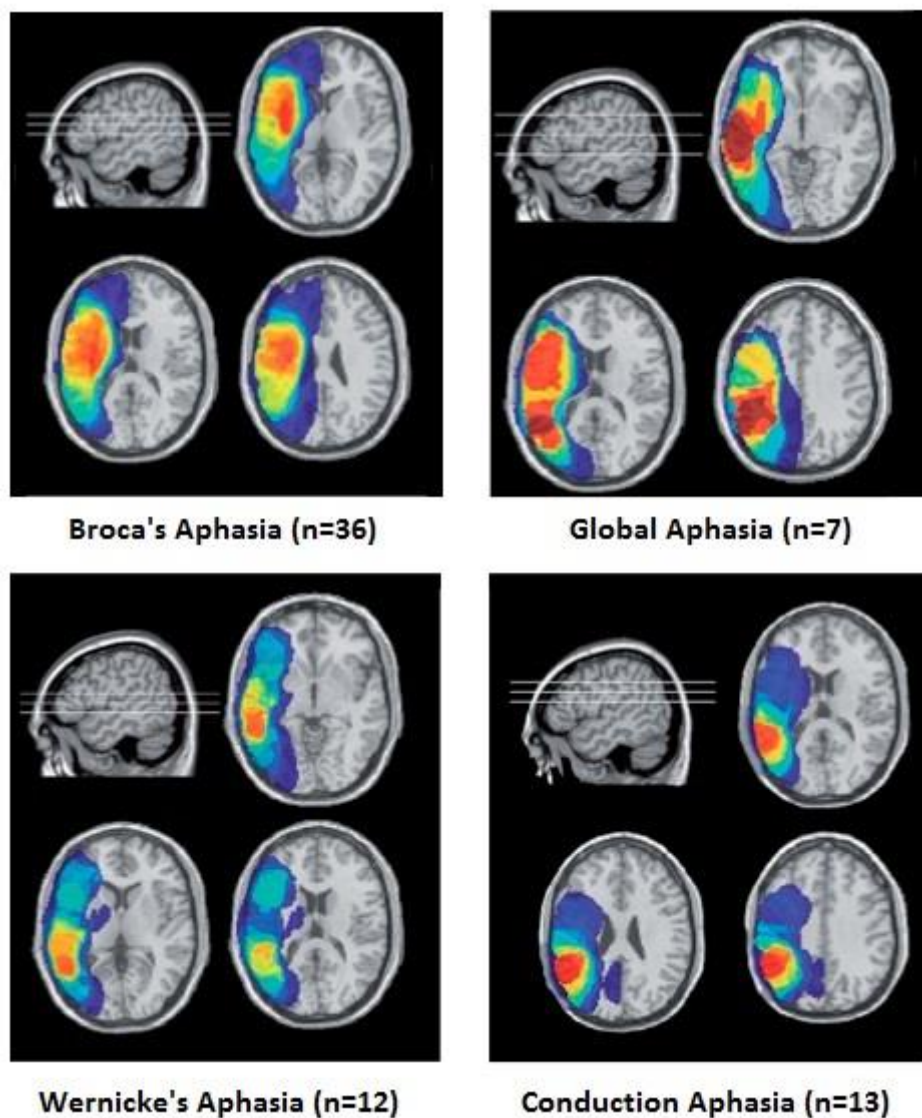 Broca's Aphasia (n=36)
Global Aphasia (n=7)
Wernicke's Aphasia (n=12)
Conduction Aphasia (n=13)